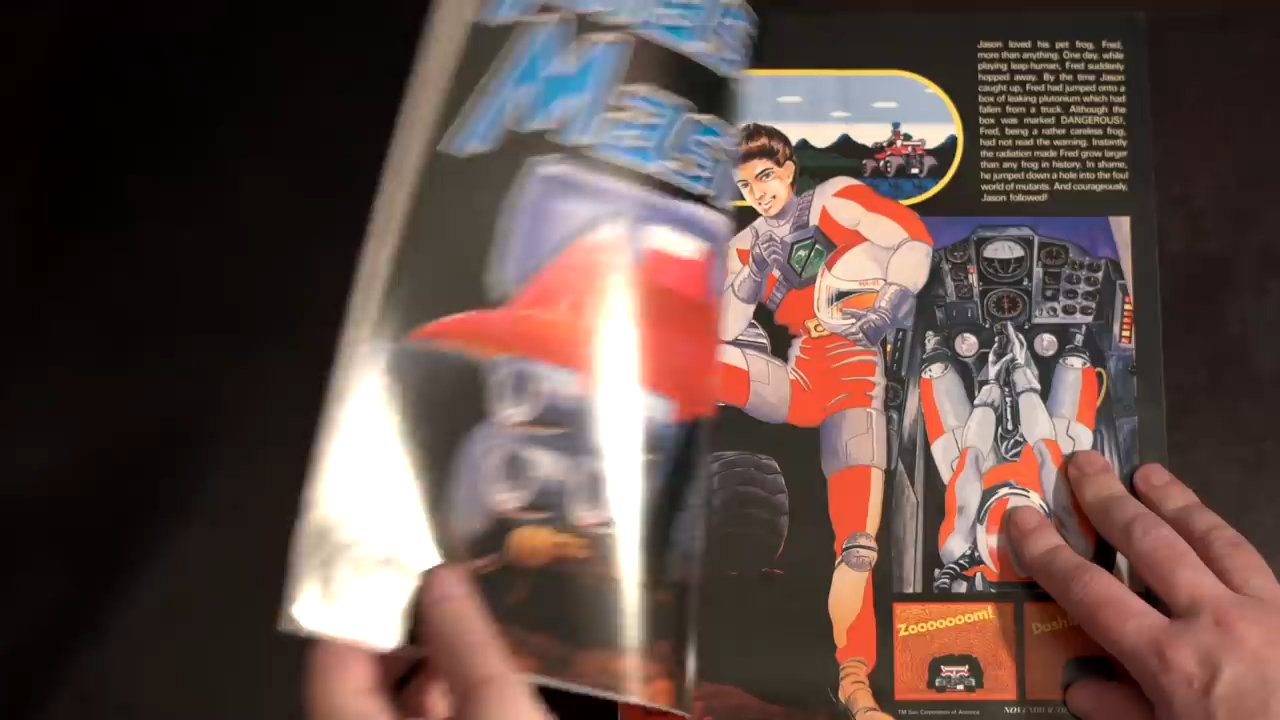 Mas
Jason loved his pet frog, Fred,
more than anything. One day, while
playing leap-human, Fred suddenly
hopped away. By the time Jason
caught up, Fred had jumped onto a
box of leaking plutonium which had
fallen from a truck. Although the
box was marked DANGEROUS!,
Fred, being a rather careless frog,
had not read the warning. Instantly
the radiation made Fred grow larger
than any frog in history. In shame,
he jumped down a hole into the foul
world of mutants. And courageously,
Jason followed!
Zooooooom!
TM Sun Corporation of America